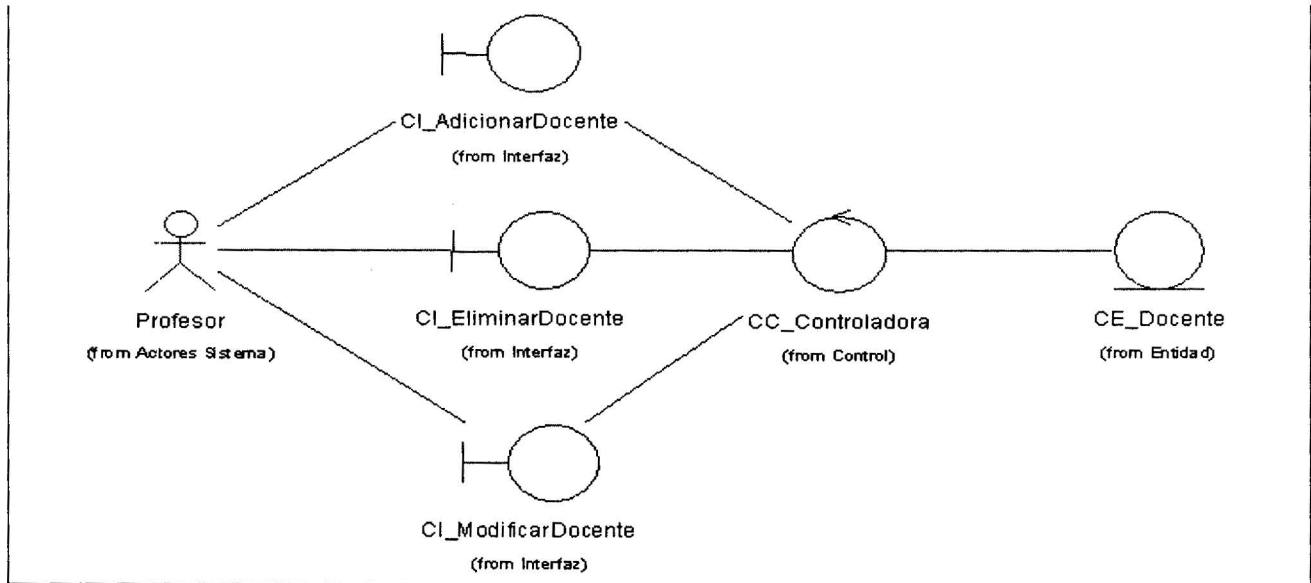 CI_AdicionarDocente
(from Interfaz)
Profesor
(from Actores Sistema)
CI_EliminarDocente
(from Interfaz)
CC_Controladora
(from Control)
CE_Docente
(from Entidad)
CI_ModificarDocente
(from Interfaz)